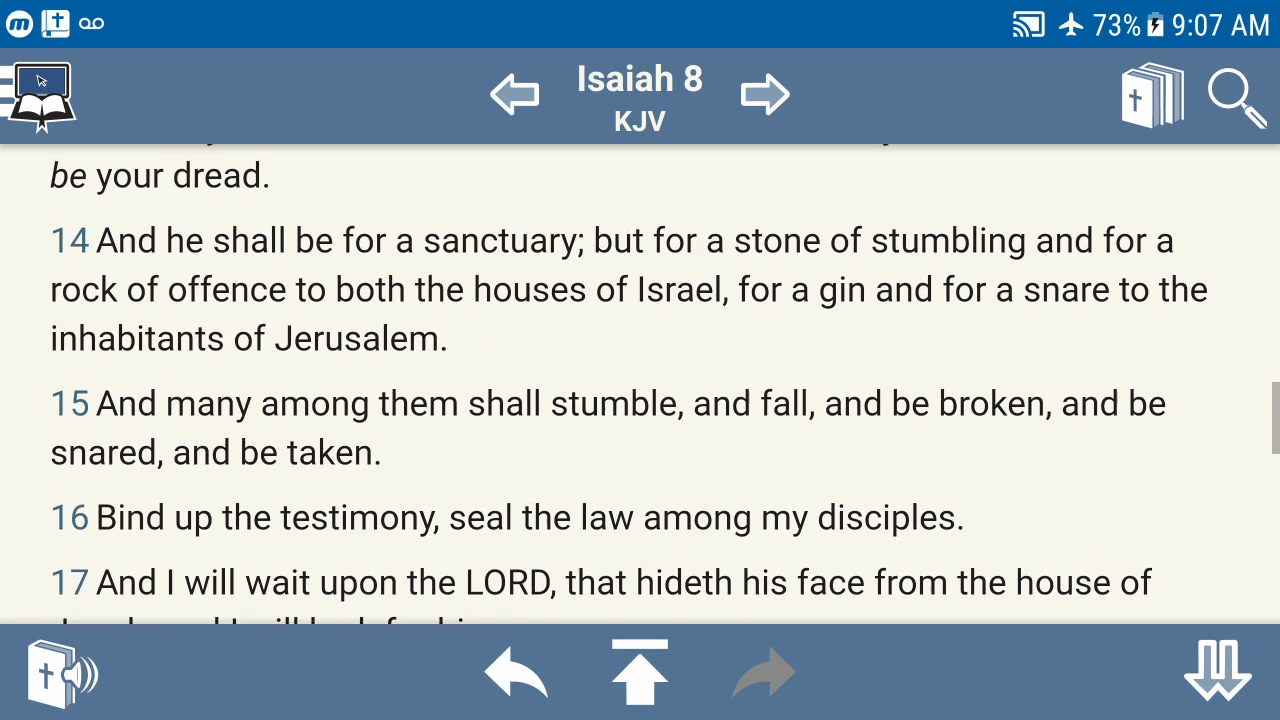 73% 9:07 AM
Isaiah 8
KJV
be your dread.
14 And he shall be for a sanctuary; but for a stone of stumbling and for a
rock of offence to both the houses of Israel, for a gin and for a snare to the
inhabitants of Jerusalem.
15 And many among them shall stumble, and fall, and be broken, and be
snared, and be taken.
16 Bind up the testimony, seal the law among my disciples.
17 And I will wait upon the LORD, that hideth his face from the house of